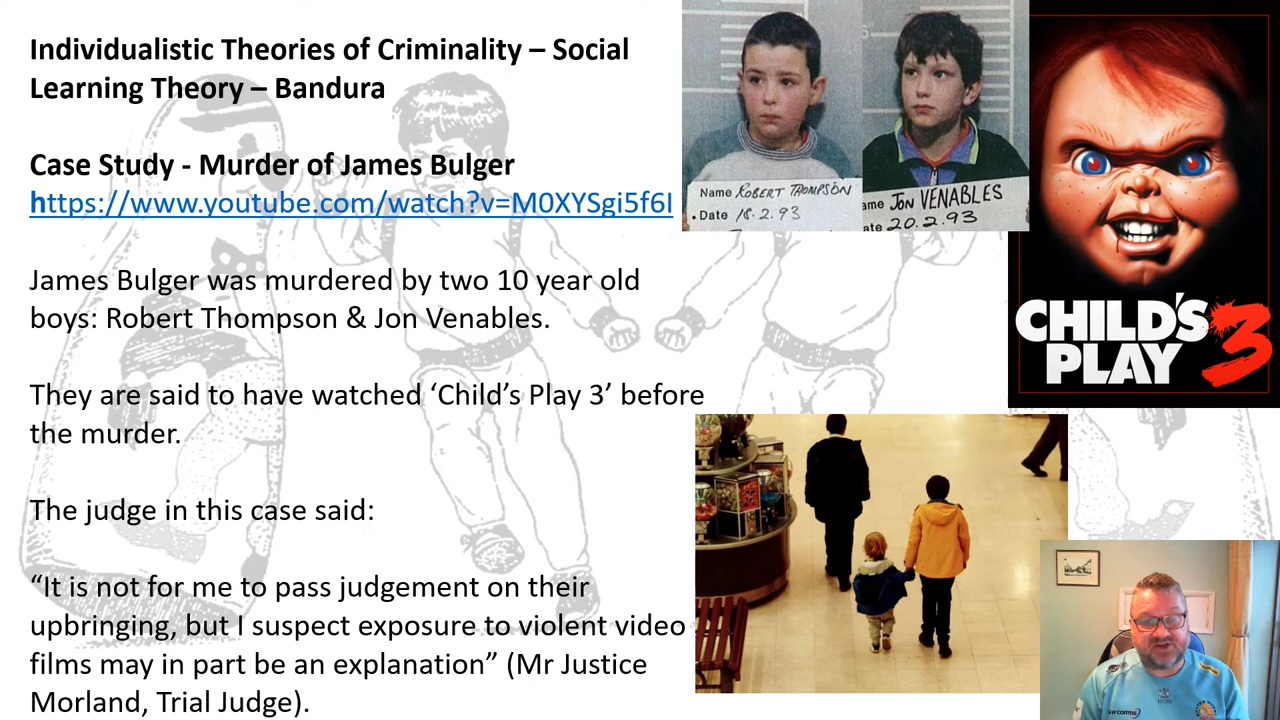 Individualistic Theories of Criminality – Social
Learning Theory – Bandura
Case Study - Murder of James Bulger
https://www.youtube.com/watch?v=M0XYSgi5f6I
James Bulger was murdered by two 10 year old
boys: Robert Thompson & Jon Venables.
They are said to have watched ‘Child’s Play 3’ before
the murder.
The judge in this case said:
“It is not for me to pass judgement on their
upbringing, but I suspect exposure to violent video
films may in part be an explanation” (Mr Justice
Morland, Trial Judge).
Name ROBERT THOMPSON
Date 18.2.93
ame JON VENABLES
ate 20.2.93
CHILD'S
PLAY 3
SW COMMS